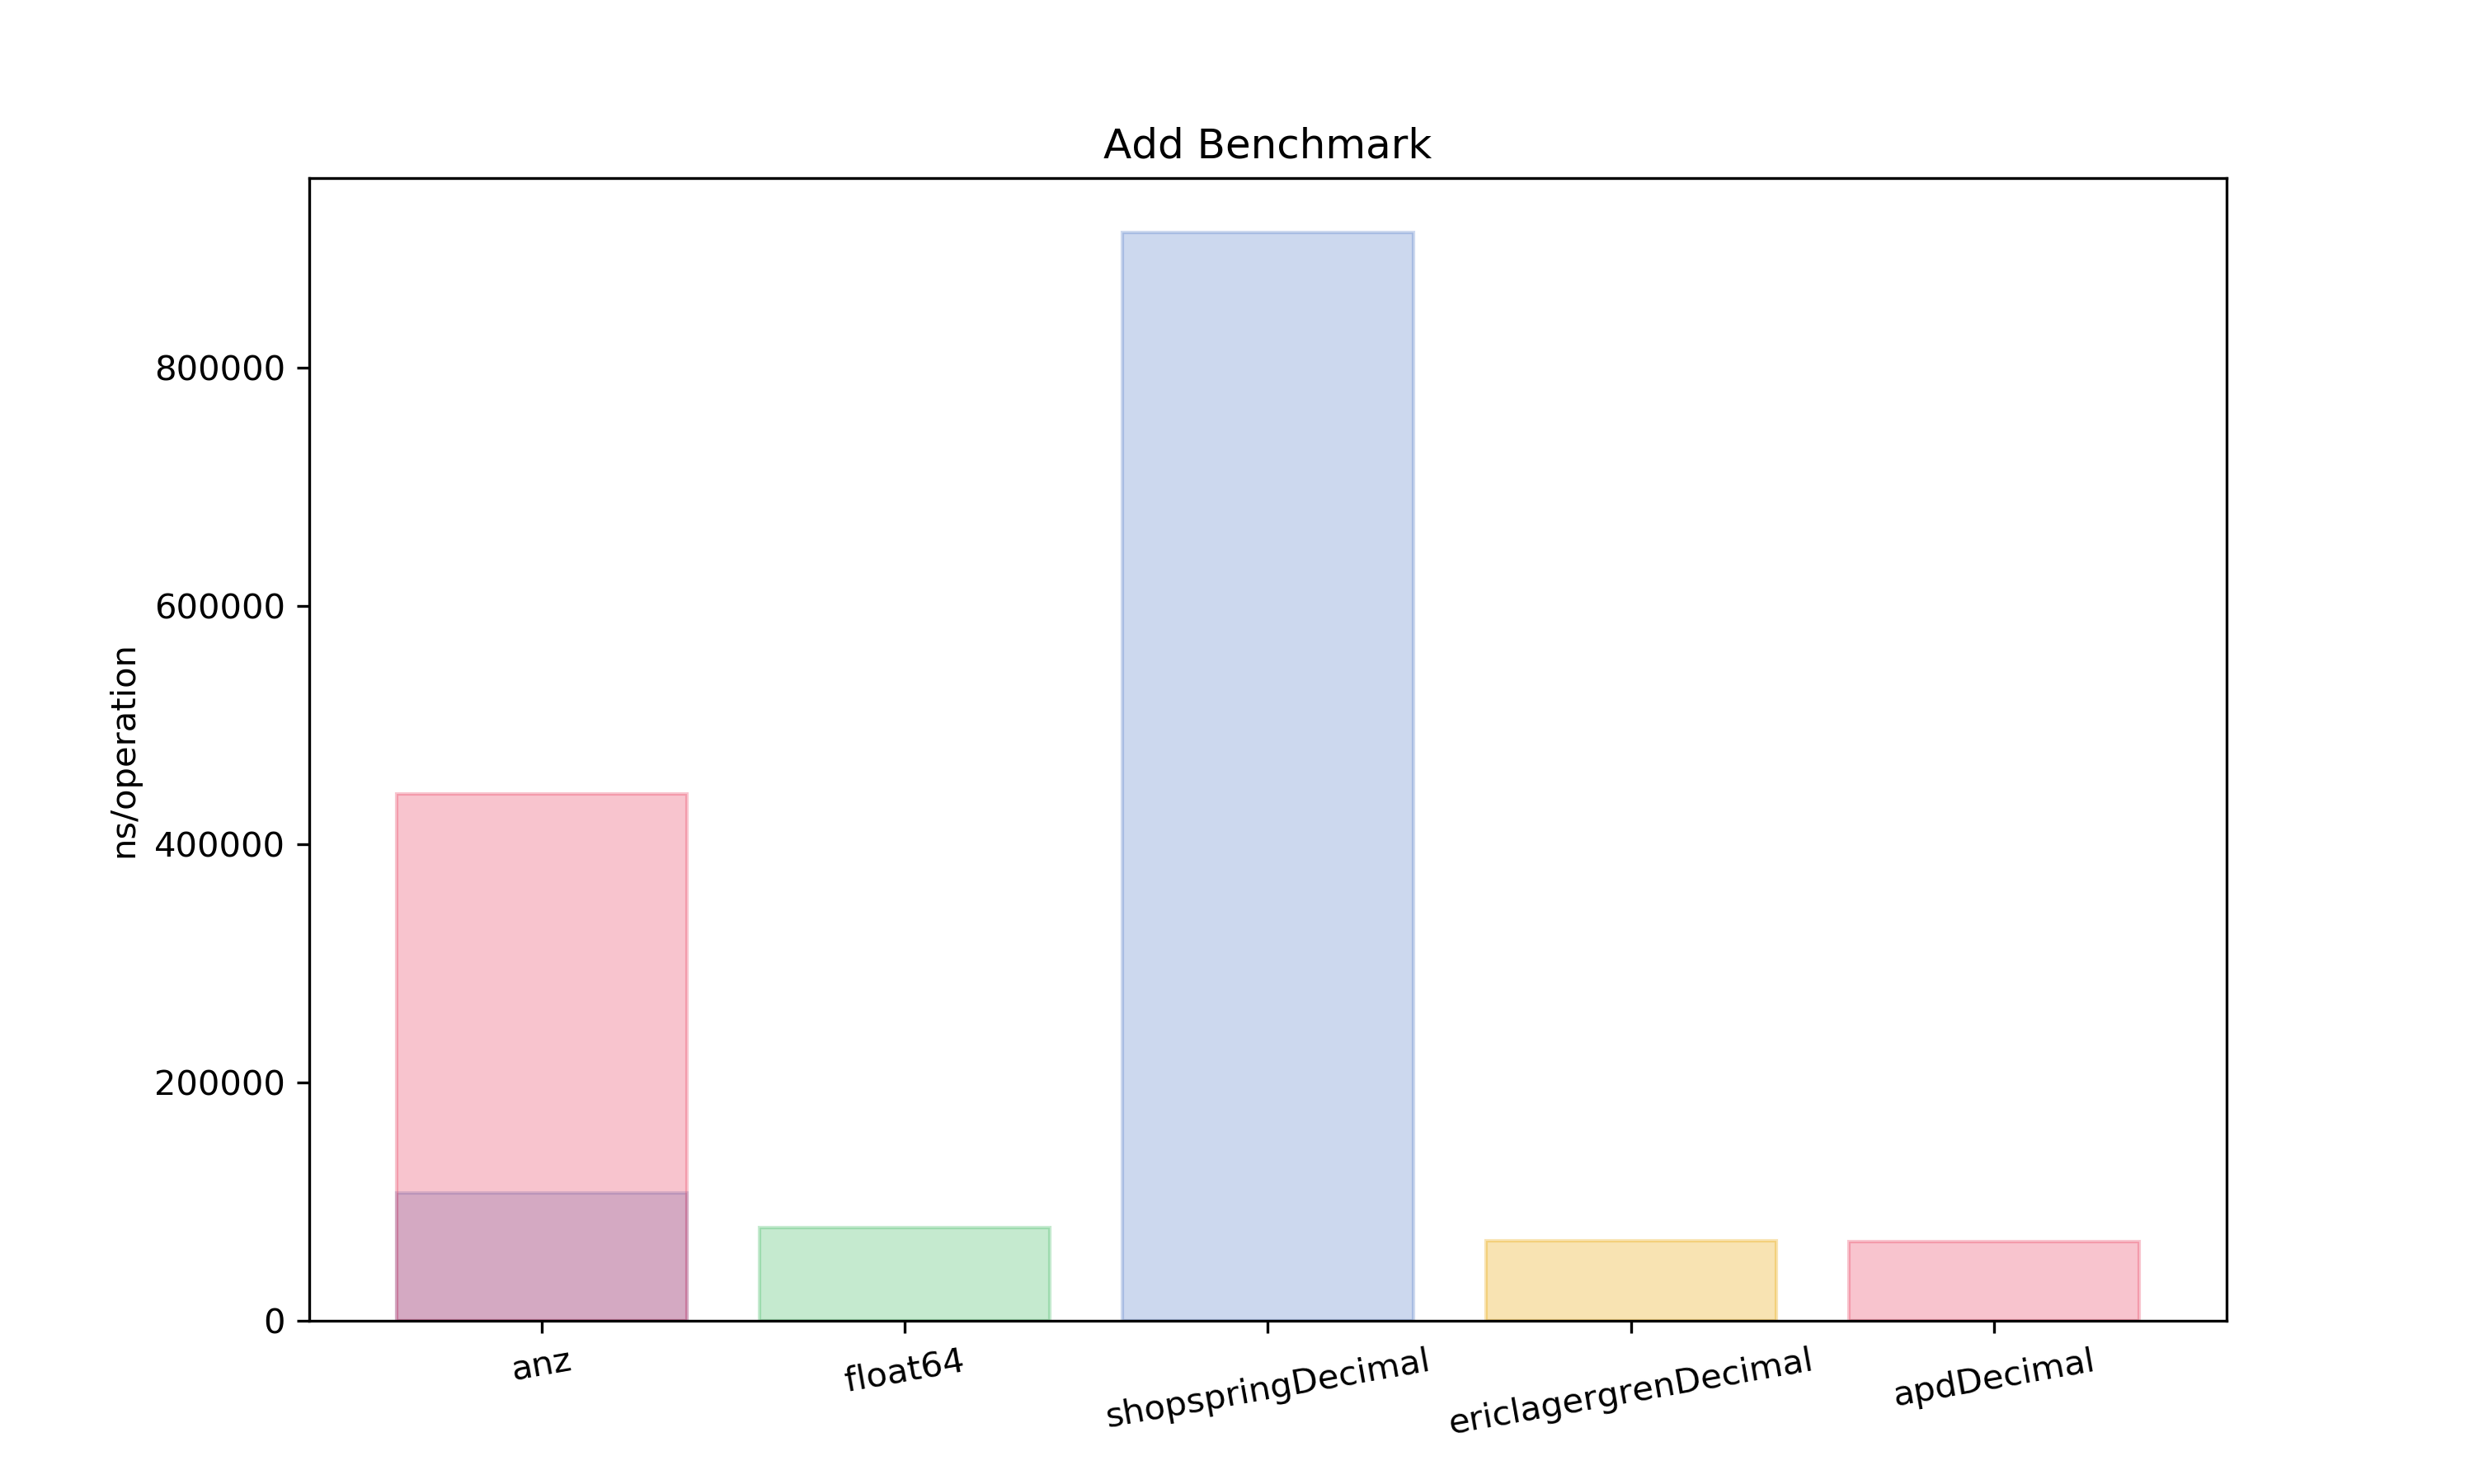 Add Benchmark
ns/operation
800000
600000
400000
200000
0
anz
float64
shopspringDecimal
ericlagergrenDecimal
apdDecimal